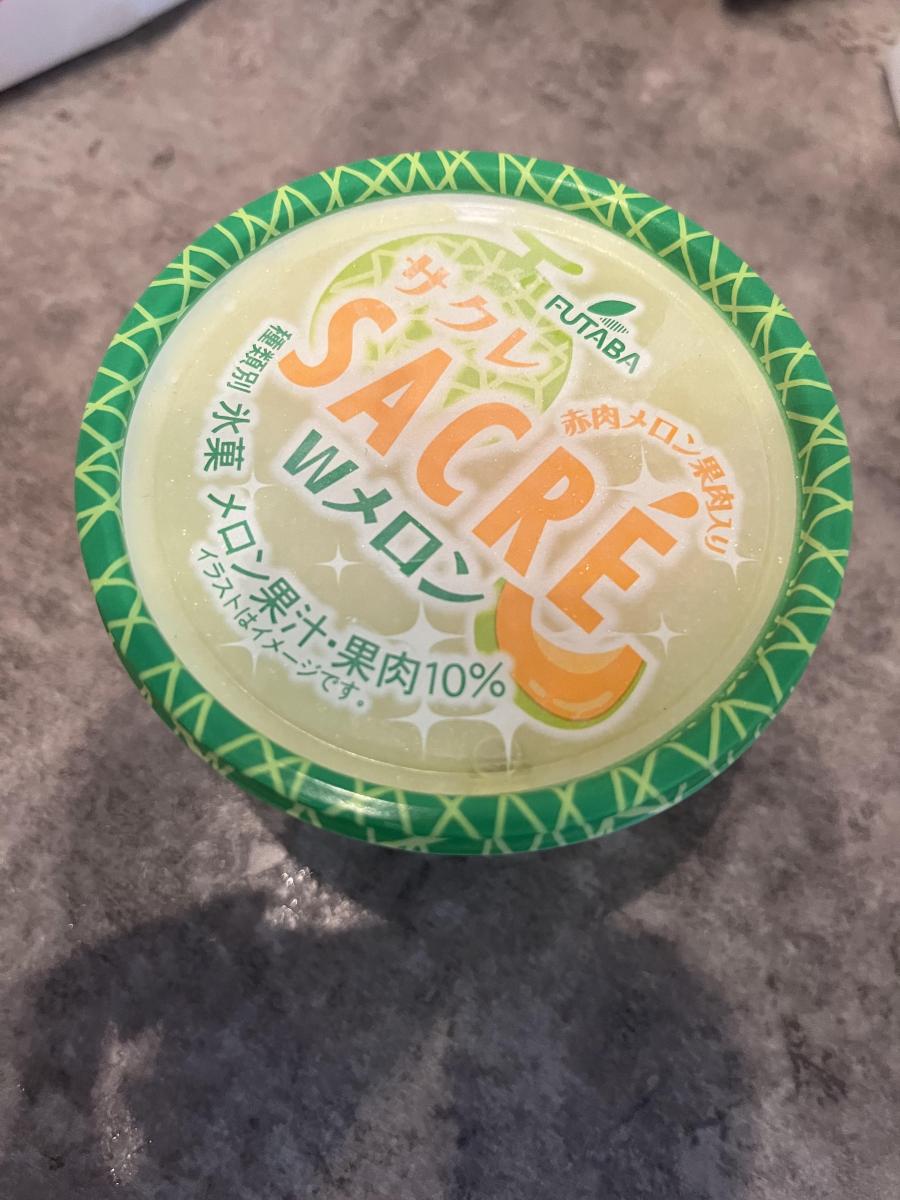 サクレ
FUTABA
SACRÉ
赤肉メロン果肉入り
Wメロン
種類別 氷菓 メロン果汁・果肉10%
イラストはイメージです。